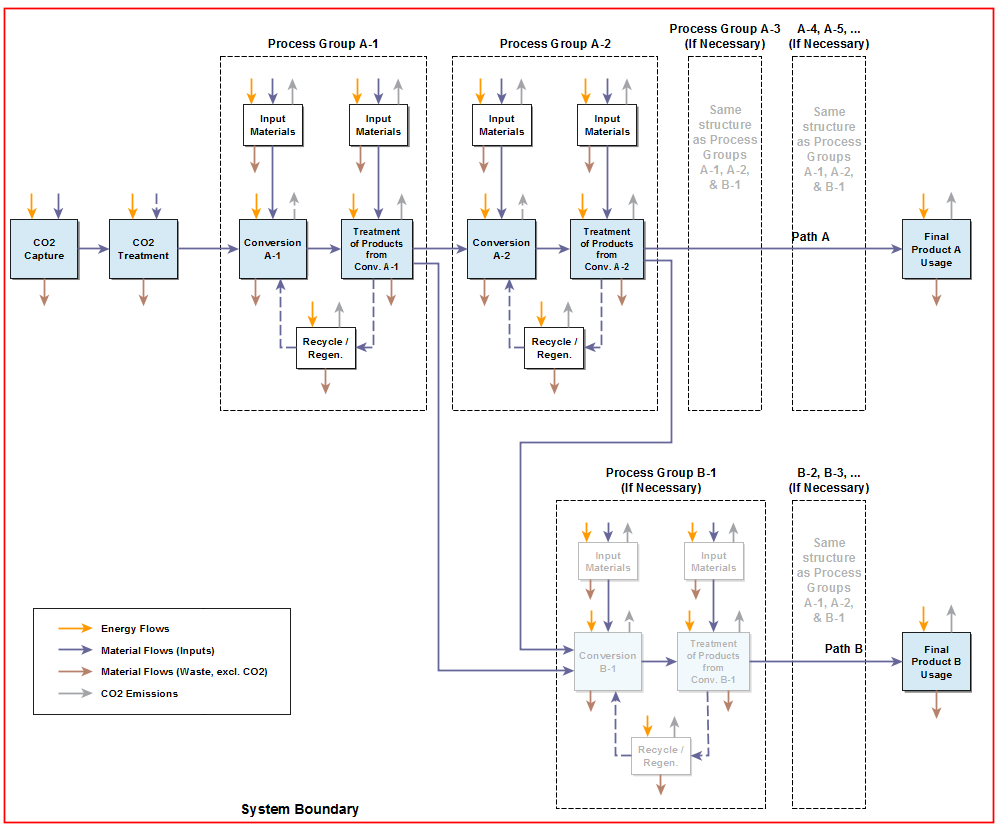 Process Group A-1
Process Group A-2
Process Group A-3
(If Necessary)
A-4, A-5, ...
(If Necessary)
Input
Materials
Input
Materials
Input
Materials
Input
Materials
Same
structure
as Process
Groups
A-1, A-2,
& B-1
Same
structure
as Process
Groups
A-1, A-2,
& B-1
CO2
Capture
CO2
Treatment
Conversion
A-1
Treatment
of Products
from
Conv. A-1
Conversion
A-2
Treatment
of Products
from
Conv. A-2
Path A
Final
Product A
Usage
Recycle /
Regen.
Recycle /
Regen.
Process Group B-1
(If Necessary)
B-2, B-3, ...
(If Necessary)
Input
Materials
Input
Materials
Same
structure
as Process
Groups
A-1, A-2,
& B-1
Conversion
B-1
Treatment
of Products
from
Conv. B-1
Path B
Final
Product B
Usage
Recycle /
Regen.
Energy Flows
Material Flows (Inputs)
Material Flows (Waste, excl. CO2)
CO2 Emissions
System Boundary